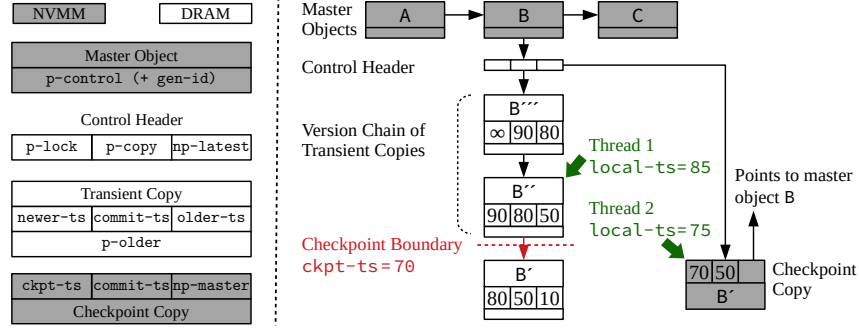 NVMM
DRAM
Master Object
p-control (+ gen-id)
Control Header
p-lock
p-copy
np-latest
Transient Copy
newer-ts
commit-ts
older-ts
p-older
ckpt-ts
commit-ts
np-master
Checkpoint Copy
Master
Objects
A
B
C
Control Header
Version Chain of
Transient Copies
B´´´
∞ 90 80
B´´
90 80 50
Thread 1
local-ts=85
Thread 2
local-ts=75
Points to master
object B
Checkpoint Boundary
ckpt-ts=70
B´
80 50 10
70 50
B´
Checkpoint
Copy